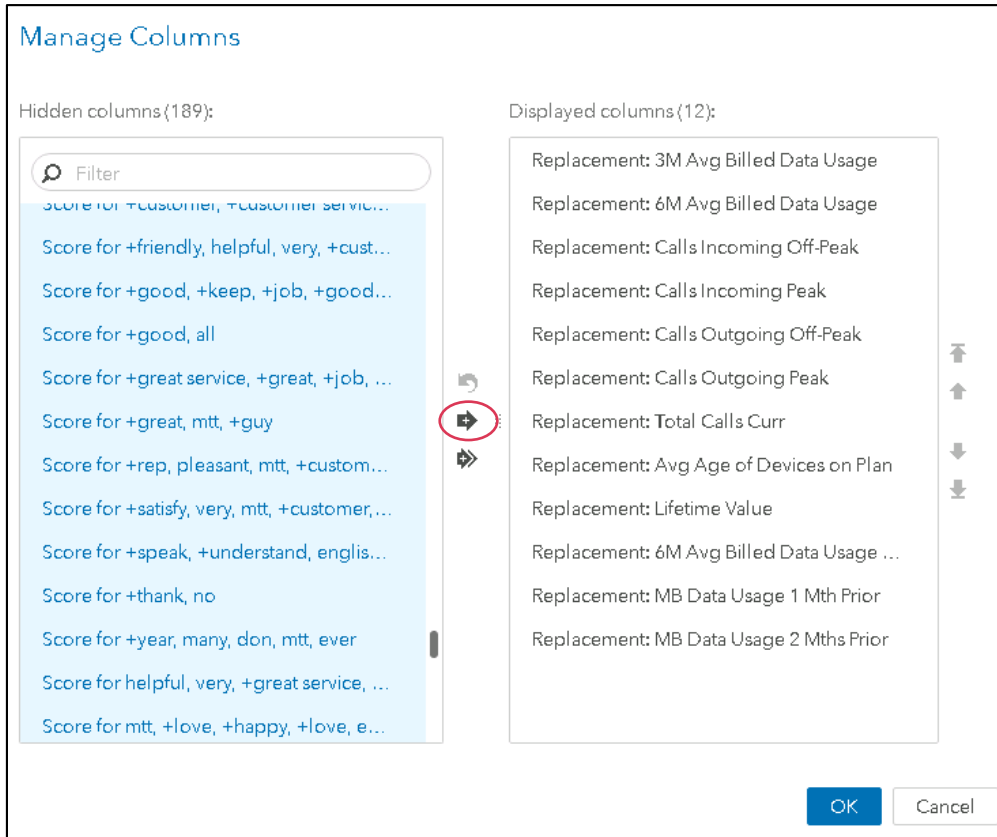 Manage Columns
Hidden columns (189):
Filter
Score for +customer, +customer servic...
Score for +friendly, helpful, very, +cust...
Score for +good, +keep, +job, +good...
Score for +good, all
Score for +great service, +great, +job, ...
Score for +great, mtt, +guy
Score for +rep, pleasant, mtt, +custom...
Score for +satisfy, very, mtt, +customer,...
Score for +speak, +understand, englis...
Score for +thank, no
Score for +year, many, don, mtt, ever
Score for helpful, very, +great service, ...
Score for mtt, +love, +happy, +love, e...
Displayed columns (12):
Replacement: 3M Avg Billed Data Usage
Replacement: 6M Avg Billed Data Usage
Replacement: Calls Incoming Off-Peak
Replacement: Calls Incoming Peak
Replacement: Calls Outgoing Off-Peak
Replacement: Calls Outgoing Peak
Replacement: Total Calls Curr
Replacement: Avg Age of Devices on Plan
Replacement: Lifetime Value
Replacement: 6M Avg Billed Data Usage ...
Replacement: MB Data Usage 1 Mth Prior
Replacement: MB Data Usage 2 Mths Prior
OK
Cancel